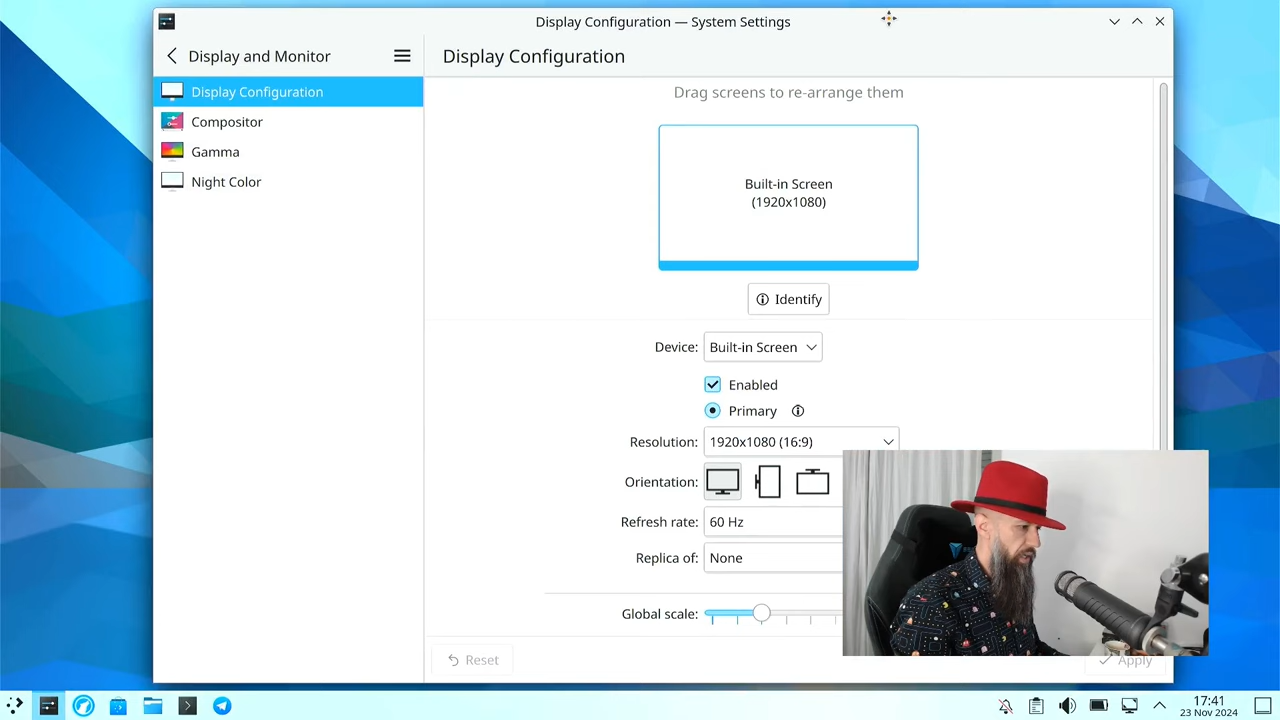 Display Configuration — System Settings
Display and Monitor
Display Configuration
Display Configuration
Compositor
Gamma
Night Color
Drag screens to re-arrange them
Built-in Screen
(1920x1080)
Identify
Device: Built-in Screen
Enabled
Primary
Resolution: 1920x1080 (16:9)
Orientation:
Refresh rate: 60 Hz
Replica of: None
Global scale:
Reset
Apply
17:41
23 Nov 2024